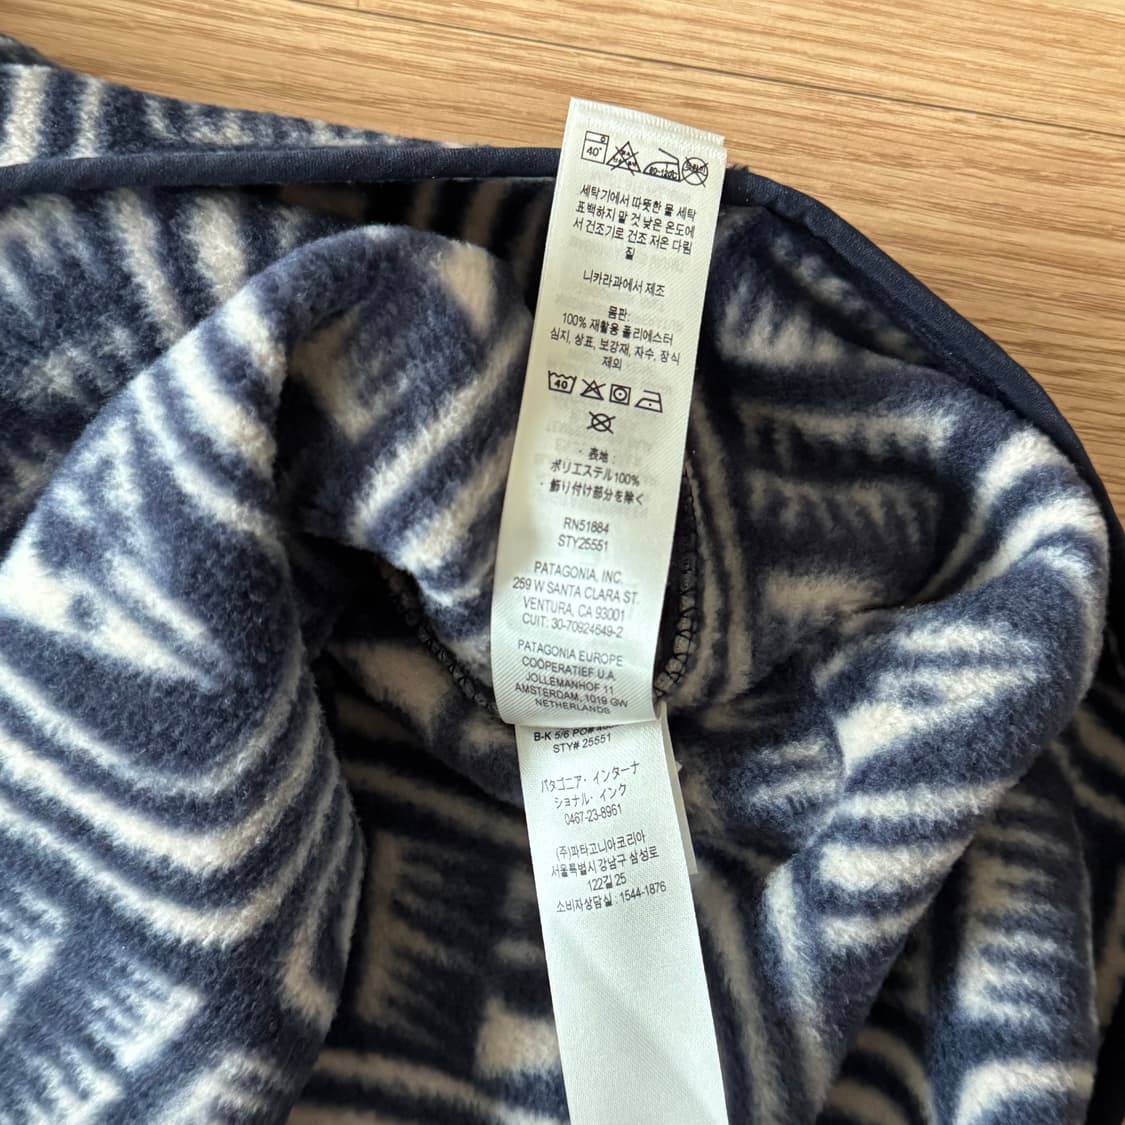 40°
80~120℃
세탁기에서 따뜻한 물 세탁
표백하지 말 것 낮은 온도에
서 건조기로 건조 저온 다림
질
니카라과에서 제조
몸판:
100% 재활용 폴리에스터
심지, 상표, 보강재, 자수, 장식
제외
40
表地:
ポリエステル100%
・飾り付け部分を除く
RN51884
STY25551
PATAGONIA, INC.
259 W SANTA CLARA ST.
VENTURA, CA 93001
CUIT: 30-70924549-2
PATAGONIA EUROPE
COÖPERATIEF U.A.
JOLLEMANHOF 11
AMSTERDAM, 1019 GW
NETHERLANDS
B-K 5/6 PO#
STY# 25551
パタゴニア・インターナ
ショナル・インク
0467-23-8961
(주)파타고니아코리아
서울특별시 강남구 삼성로
122길 25
소비자상담실 : 1544-1876